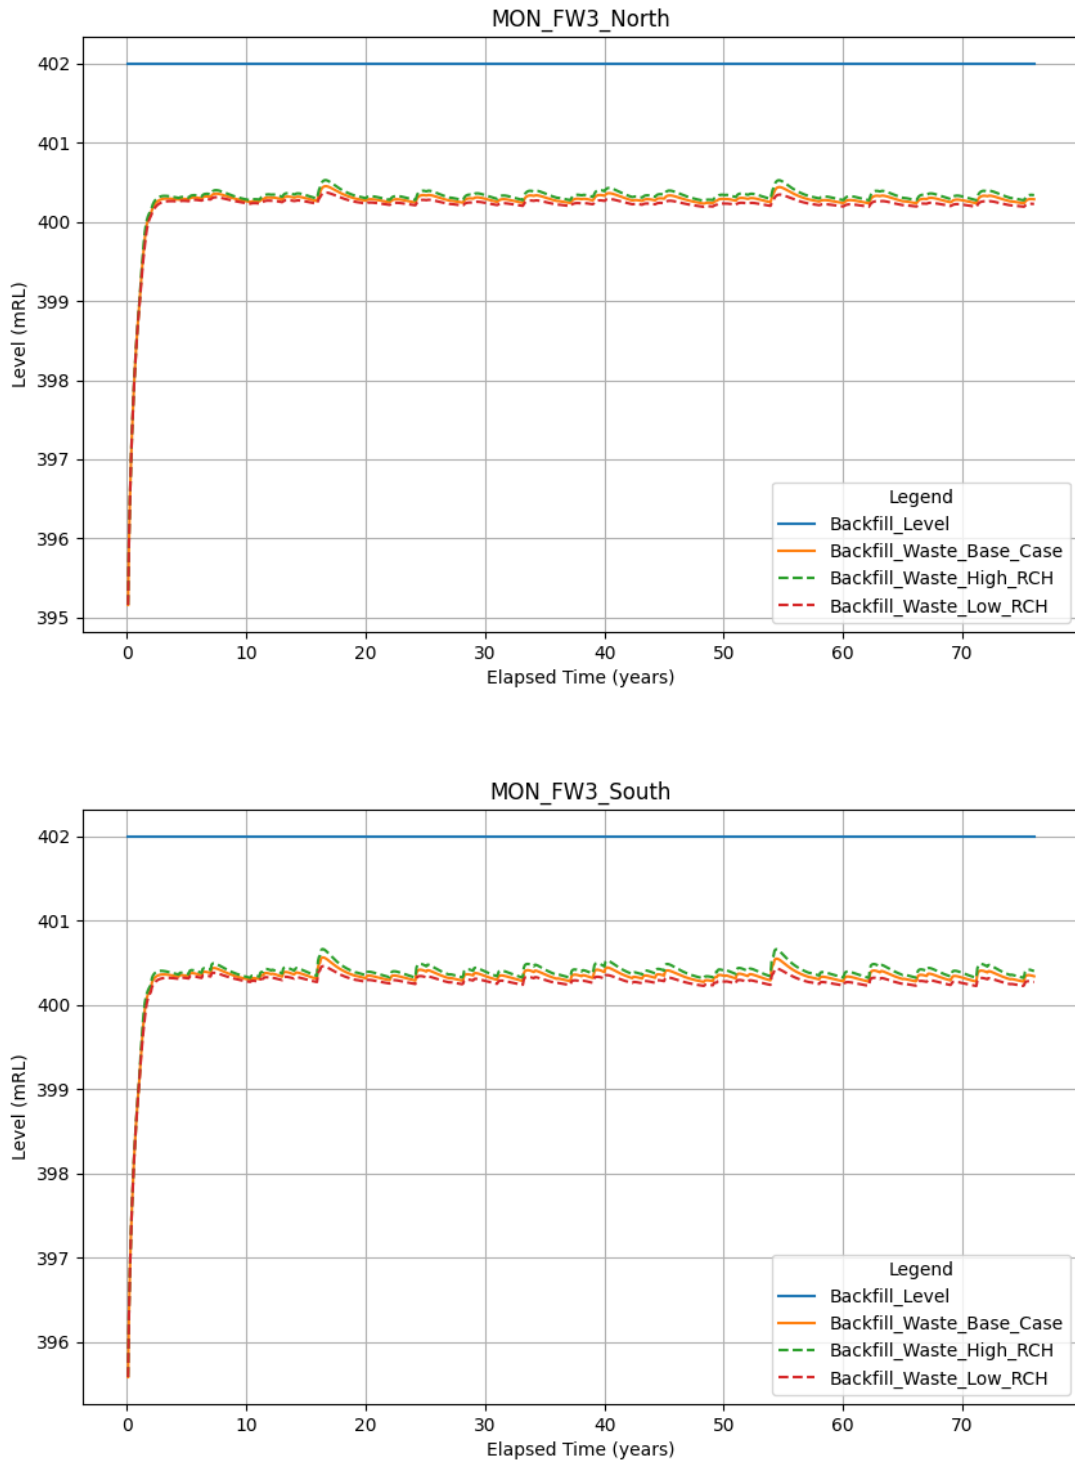 MON_FW3_North
402
401
400
399
398
397
396
395
Level (mRL)
0 10 20 30 40 50 60 70
Elapsed Time (years)
Legend
Backfill_Level
Backfill_Waste_Base_Case
Backfill_Waste_High_RCH
Backfill_Waste_Low_RCH
MON_FW3_South
402
401
400
399
398
397
396
Level (mRL)
0 10 20 30 40 50 60 70
Elapsed Time (years)
Legend
Backfill_Level
Backfill_Waste_Base_Case
Backfill_Waste_High_RCH
Backfill_Waste_Low_RCH